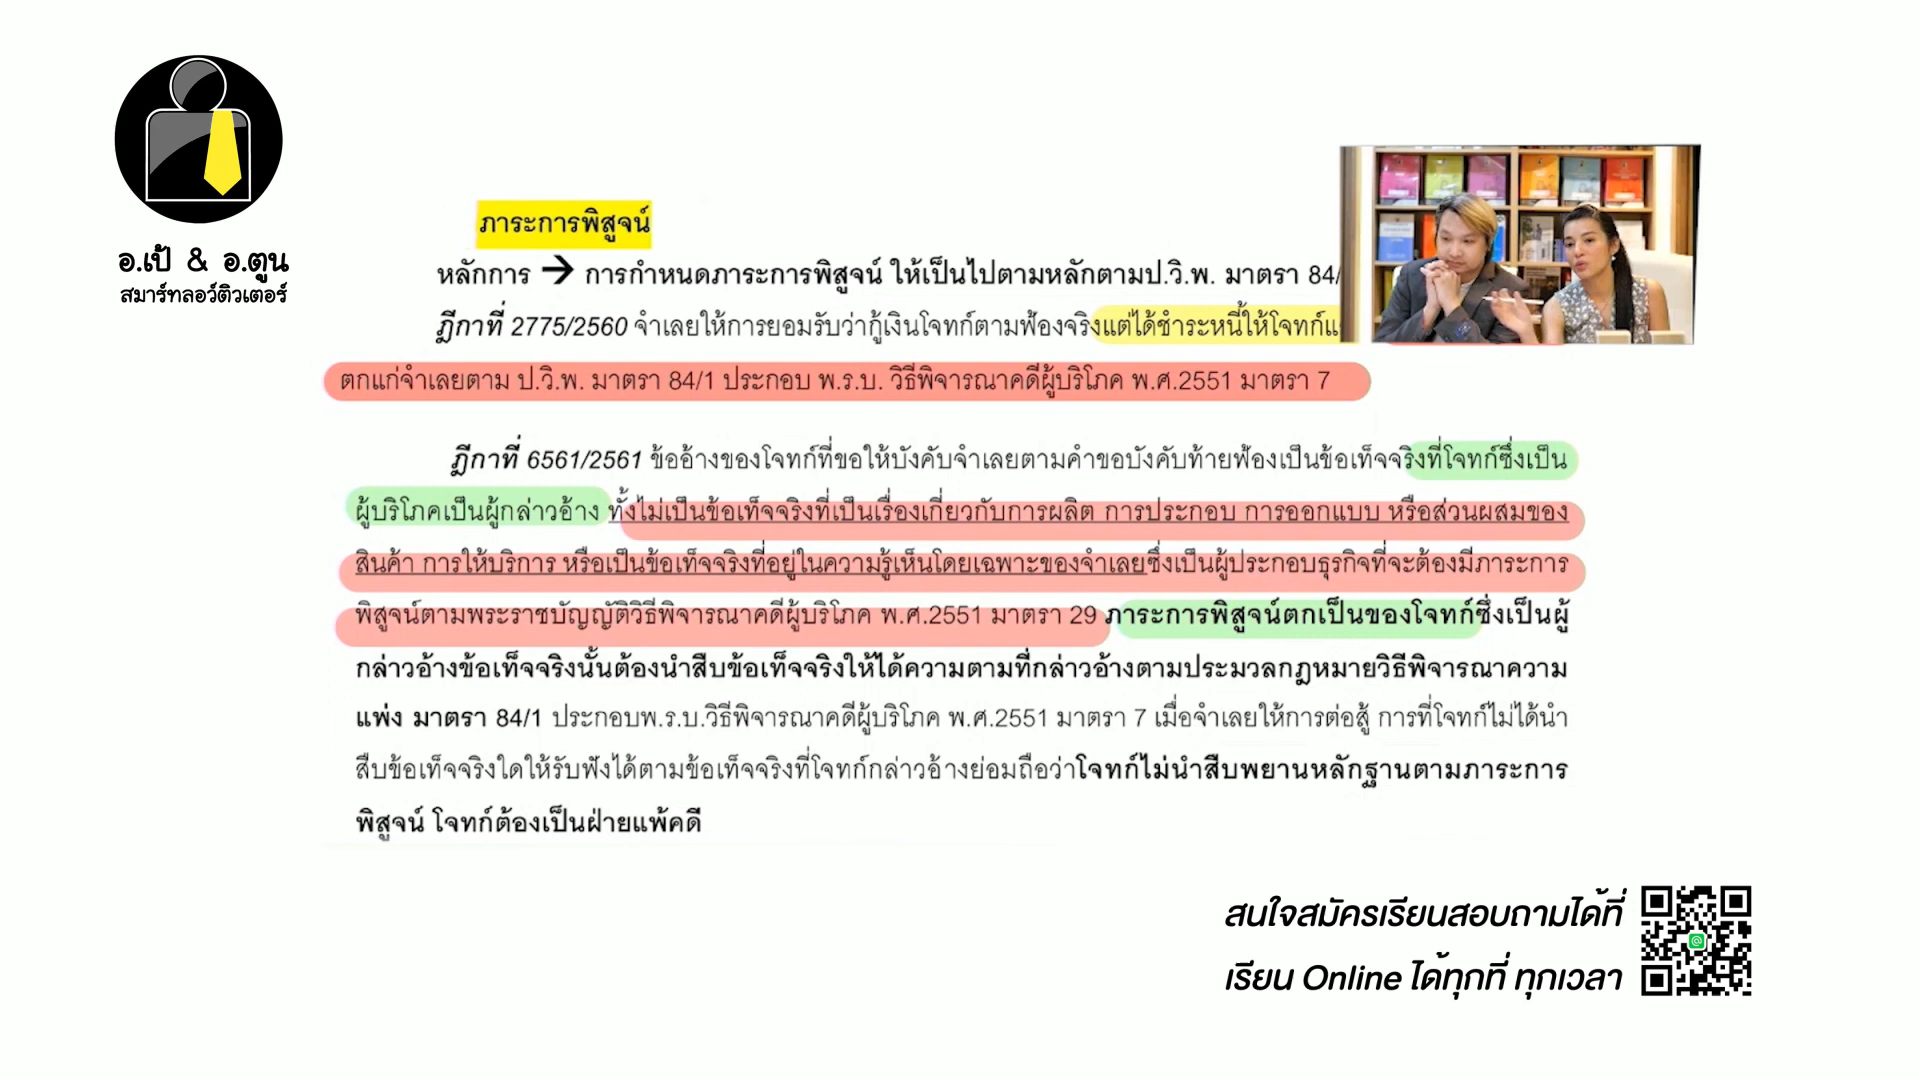 อ.เป้ & อ.ตูน
สมาร์ทลอว์ติวเตอร์
ภาระการพิสูจน์
หลักการ → การกำหนดภาระการพิสูจน์ ให้เป็นไปตามหลักตามป.วิ.พ. มาตรา 84/
ฎีกาที่ 2775/2560 จำเลยให้การยอมรับว่ากู้เงินโจทก์ตามฟ้องจริงแต่ได้ชำระหนี้ให้โจทก์แ
ตกแก่จำเลยตาม ป.วิ.พ. มาตรา 84/1 ประกอบ พ.ร.บ. วิธีพิจารณาคดีผู้บริโภค พ.ศ.2551 มาตรา 7
ฎีกาที่ 6561/2561 ข้ออ้างของโจทก์ที่ขอให้บังคับจำเลยตามคำขอบังคับท้ายฟ้องเป็นข้อเท็จจริงที่โจทก์ซึ่งเป็น
ผู้บริโภคเป็นผู้กล่าวอ้าง ทั้งไม่เป็นข้อเท็จจริงที่เป็นเรื่องเกี่ยวกับการผลิต การประกอบ การออกแบบ หรือส่วนผสมของ
สินค้า การให้บริการ หรือเป็นข้อเท็จจริงที่อยู่ในความรู้เห็นโดยเฉพาะของจำเลยซึ่งเป็นผู้ประกอบธุรกิจที่จะต้องมีภาระการ
พิสูจน์ตามพระราชบัญญัติวิธีพิจารณาคดีผู้บริโภค พ.ศ.2551 มาตรา 29 ภาระการพิสูจน์ตกเป็นของโจทก์ซึ่งเป็นผู้
กล่าวอ้างข้อเท็จจริงนั้นต้องนำสืบข้อเท็จจริงให้ได้ความตามที่กล่าวอ้างตามประมวลกฎหมายวิธีพิจารณาความ
แพ่ง มาตรา 84/1 ประกอบพ.ร.บ.วิธีพิจารณาคดีผู้บริโภค พ.ศ.2551 มาตรา 7 เมื่อจำเลยให้การต่อสู้ การที่โจทก์ไม่ได้นำ
สืบข้อเท็จจริงใดให้รับฟังได้ตามข้อเท็จจริงที่โจทก์กล่าวอ้างย่อมถือว่าโจทก์ไม่นำสืบพยานหลักฐานตามภาระการ
พิสูจน์ โจทก์ต้องเป็นฝ่ายแพ้คดี
สนใจสมัครเรียนสอบถามได้ที่
เรียน Online ได้ทุกที่ ทุกเวลา